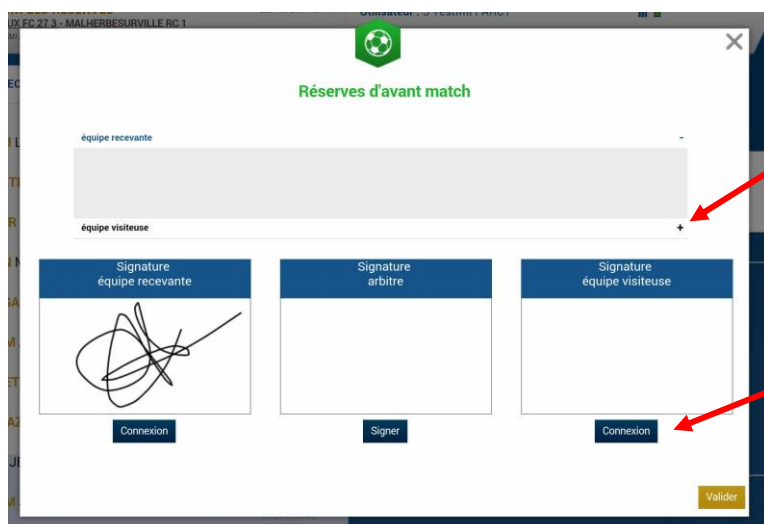 UX FC 27 3 - MALHERBESURVILLE RC 1
Utilisateur :
Réserves d'avant match
équipe recevante
-
équipe visiteuse
+
Signature
équipe recevante
Signature
arbitre
Signature
équipe visiteuse
Connexion
Signer
Connexion
Valider